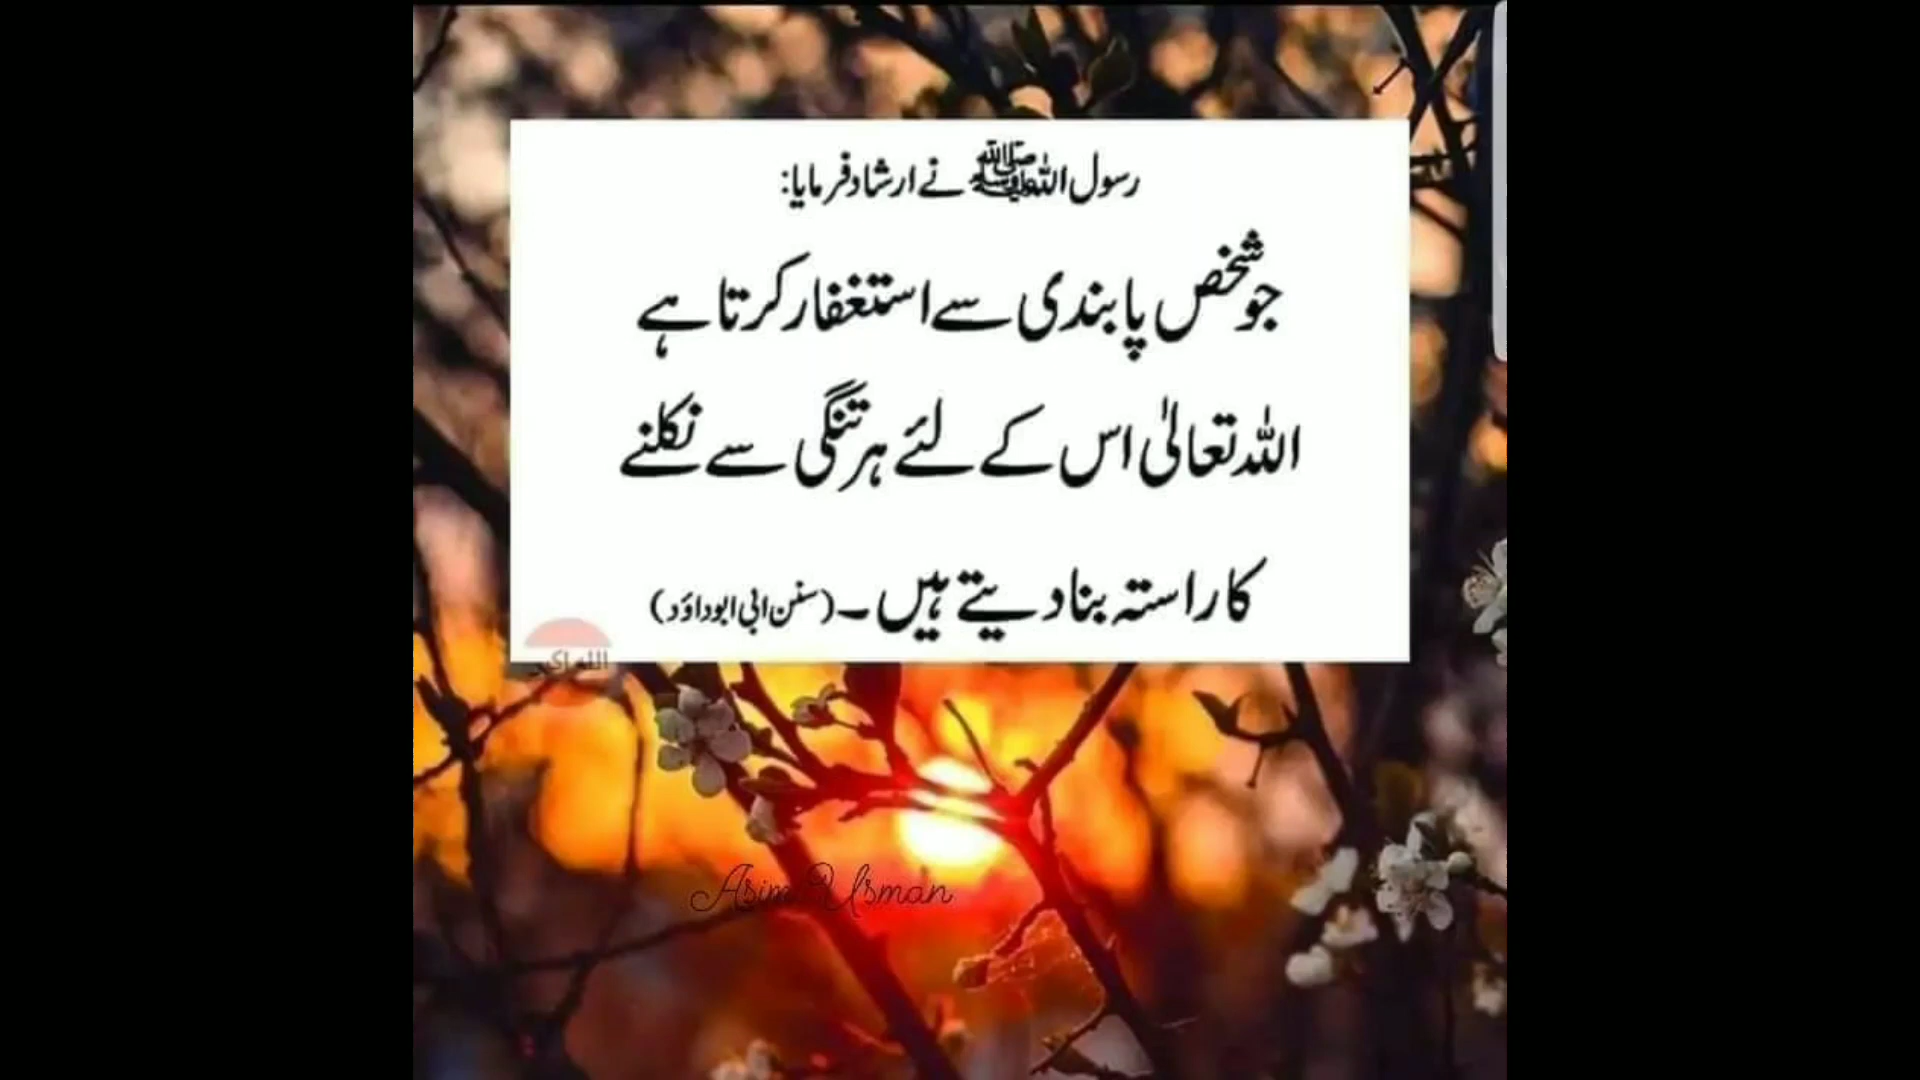 رسول اللہ ﷺ نے ارشاد فرمایا:
جو شخص پابندی سے استغفار کرتا ہے
اللہ تعالیٰ اس کے لئے ہر تنگی سے نکلنے
کا راستہ بنا دیتے ہیں۔ (سنن ابی ابوداؤد)
Asim Usman